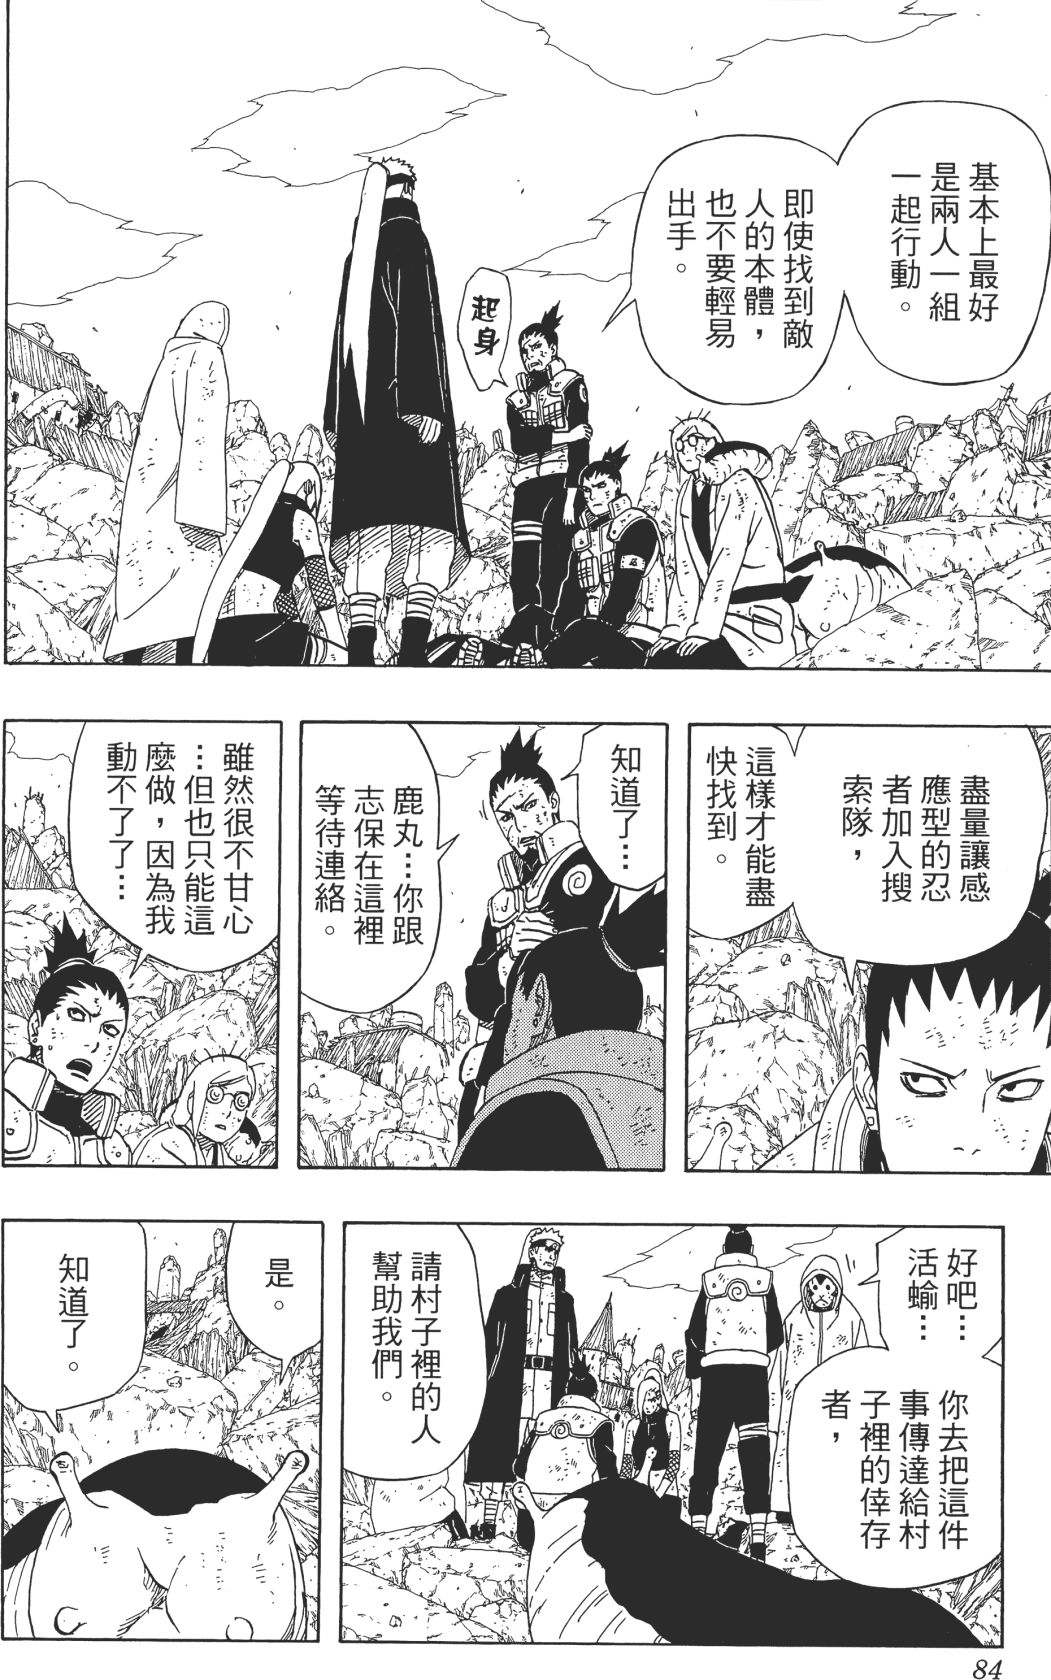 基本上最好
是兩人一組
一起行動。
即使找到敵
人的本體，
也不要輕易
出手。
起身
盡量讓感
應型的忍
者加入搜
索隊，
這樣才能盡
快找到。
知道了…
鹿丸…你跟
志保在這裡
等待連絡。
雖然很不甘心
…但也只能這
麼做，因為我
動不了了…
好吧…
活蝓…
你去把這件
事傳達給村
子裡的倖存
者，
請村子裡的人
幫助我們。
是。
知道了。
84